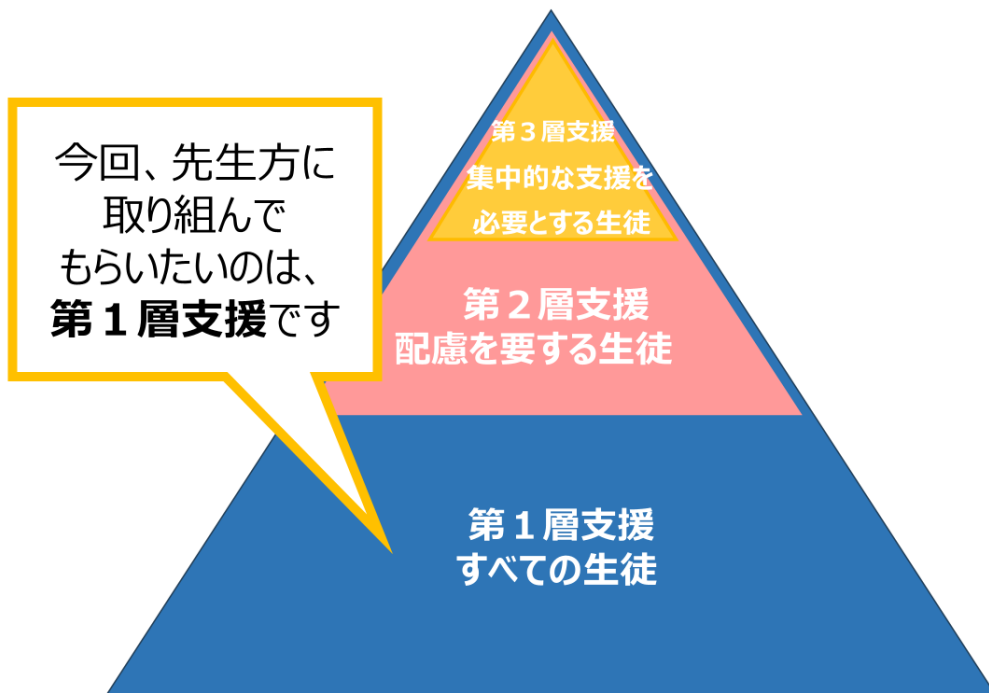 今回、先生方に
取り組んで
もらいたいのは、
第１層支援です
第３層支援
集中的な支援を
必要とする生徒
第２層支援
配慮を要する生徒
第１層支援
すべての生徒